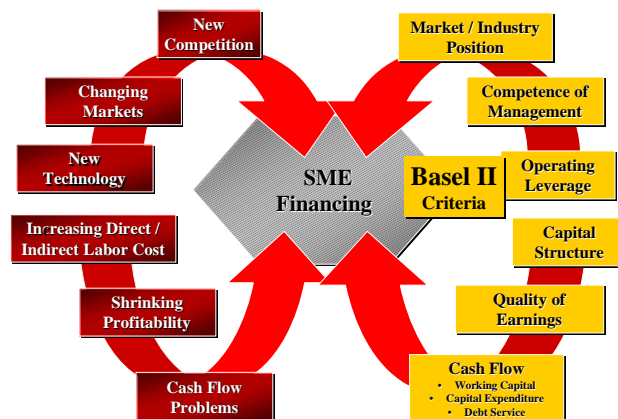 New
Competition
Changing
Markets
New
Technology
Increasing Direct /
Indirect Labor Cost
Shrinking
Profitability
Cash Flow
Problems
SME
Financing
Basel II
Criteria
Market / Industry
Position
Competence of
Management
Operating
Leverage
Capital
Structure
Quality of
Earnings
Cash Flow
• Working Capital
• Capital Expenditure
• Debt Service